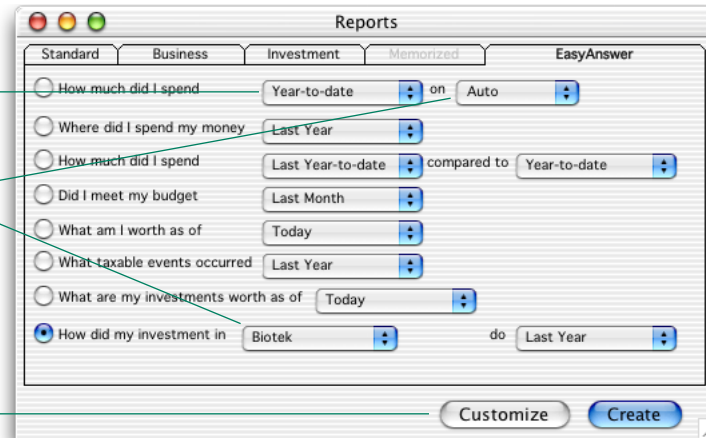 Reports
Standard Business Investment Memorized EasyAnswer
How much did I spend Year-to-date on Auto
Where did I spend my money Last Year
How much did I spend Last Year-to-date compared to Year-to-date
Did I meet my budget Last Month
What am I worth as of Today
What taxable events occurred Last Year
What are my investments worth as of Today
How did my investment in Biotek do Last Year
Customize Create